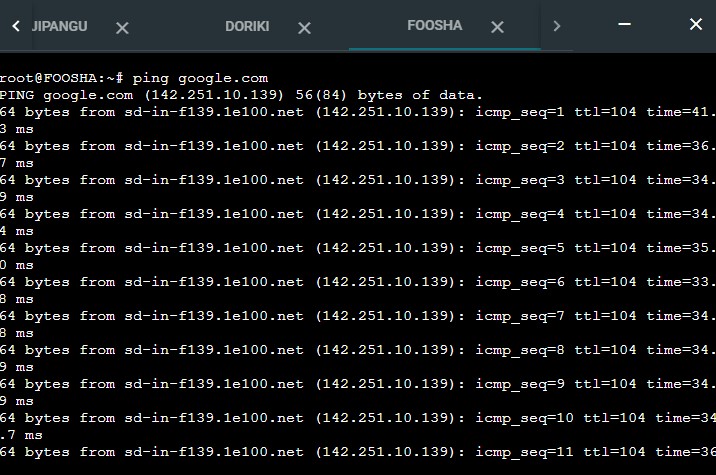 JIPANGU DORIKI FOOSHA
root@FOOSHA:~# ping google.com
PING google.com (142.251.10.139) 56(84) bytes of data.
64 bytes from sd-in-f139.1e100.net (142.251.10.139): icmp_seq=1 ttl=104 time=41.
3 ms
64 bytes from sd-in-f139.1e100.net (142.251.10.139): icmp_seq=2 ttl=104 time=36.
7 ms
64 bytes from sd-in-f139.1e100.net (142.251.10.139): icmp_seq=3 ttl=104 time=34.
9 ms
64 bytes from sd-in-f139.1e100.net (142.251.10.139): icmp_seq=4 ttl=104 time=34.
4 ms
64 bytes from sd-in-f139.1e100.net (142.251.10.139): icmp_seq=5 ttl=104 time=35.
0 ms
64 bytes from sd-in-f139.1e100.net (142.251.10.139): icmp_seq=6 ttl=104 time=33.
8 ms
64 bytes from sd-in-f139.1e100.net (142.251.10.139): icmp_seq=7 ttl=104 time=34.
8 ms
64 bytes from sd-in-f139.1e100.net (142.251.10.139): icmp_seq=8 ttl=104 time=34.
9 ms
64 bytes from sd-in-f139.1e100.net (142.251.10.139): icmp_seq=9 ttl=104 time=34.
9 ms
64 bytes from sd-in-f139.1e100.net (142.251.10.139): icmp_seq=10 ttl=104 time=34
.7 ms
64 bytes from sd-in-f139.1e100.net (142.251.10.139): icmp_seq=11 ttl=104 time=36